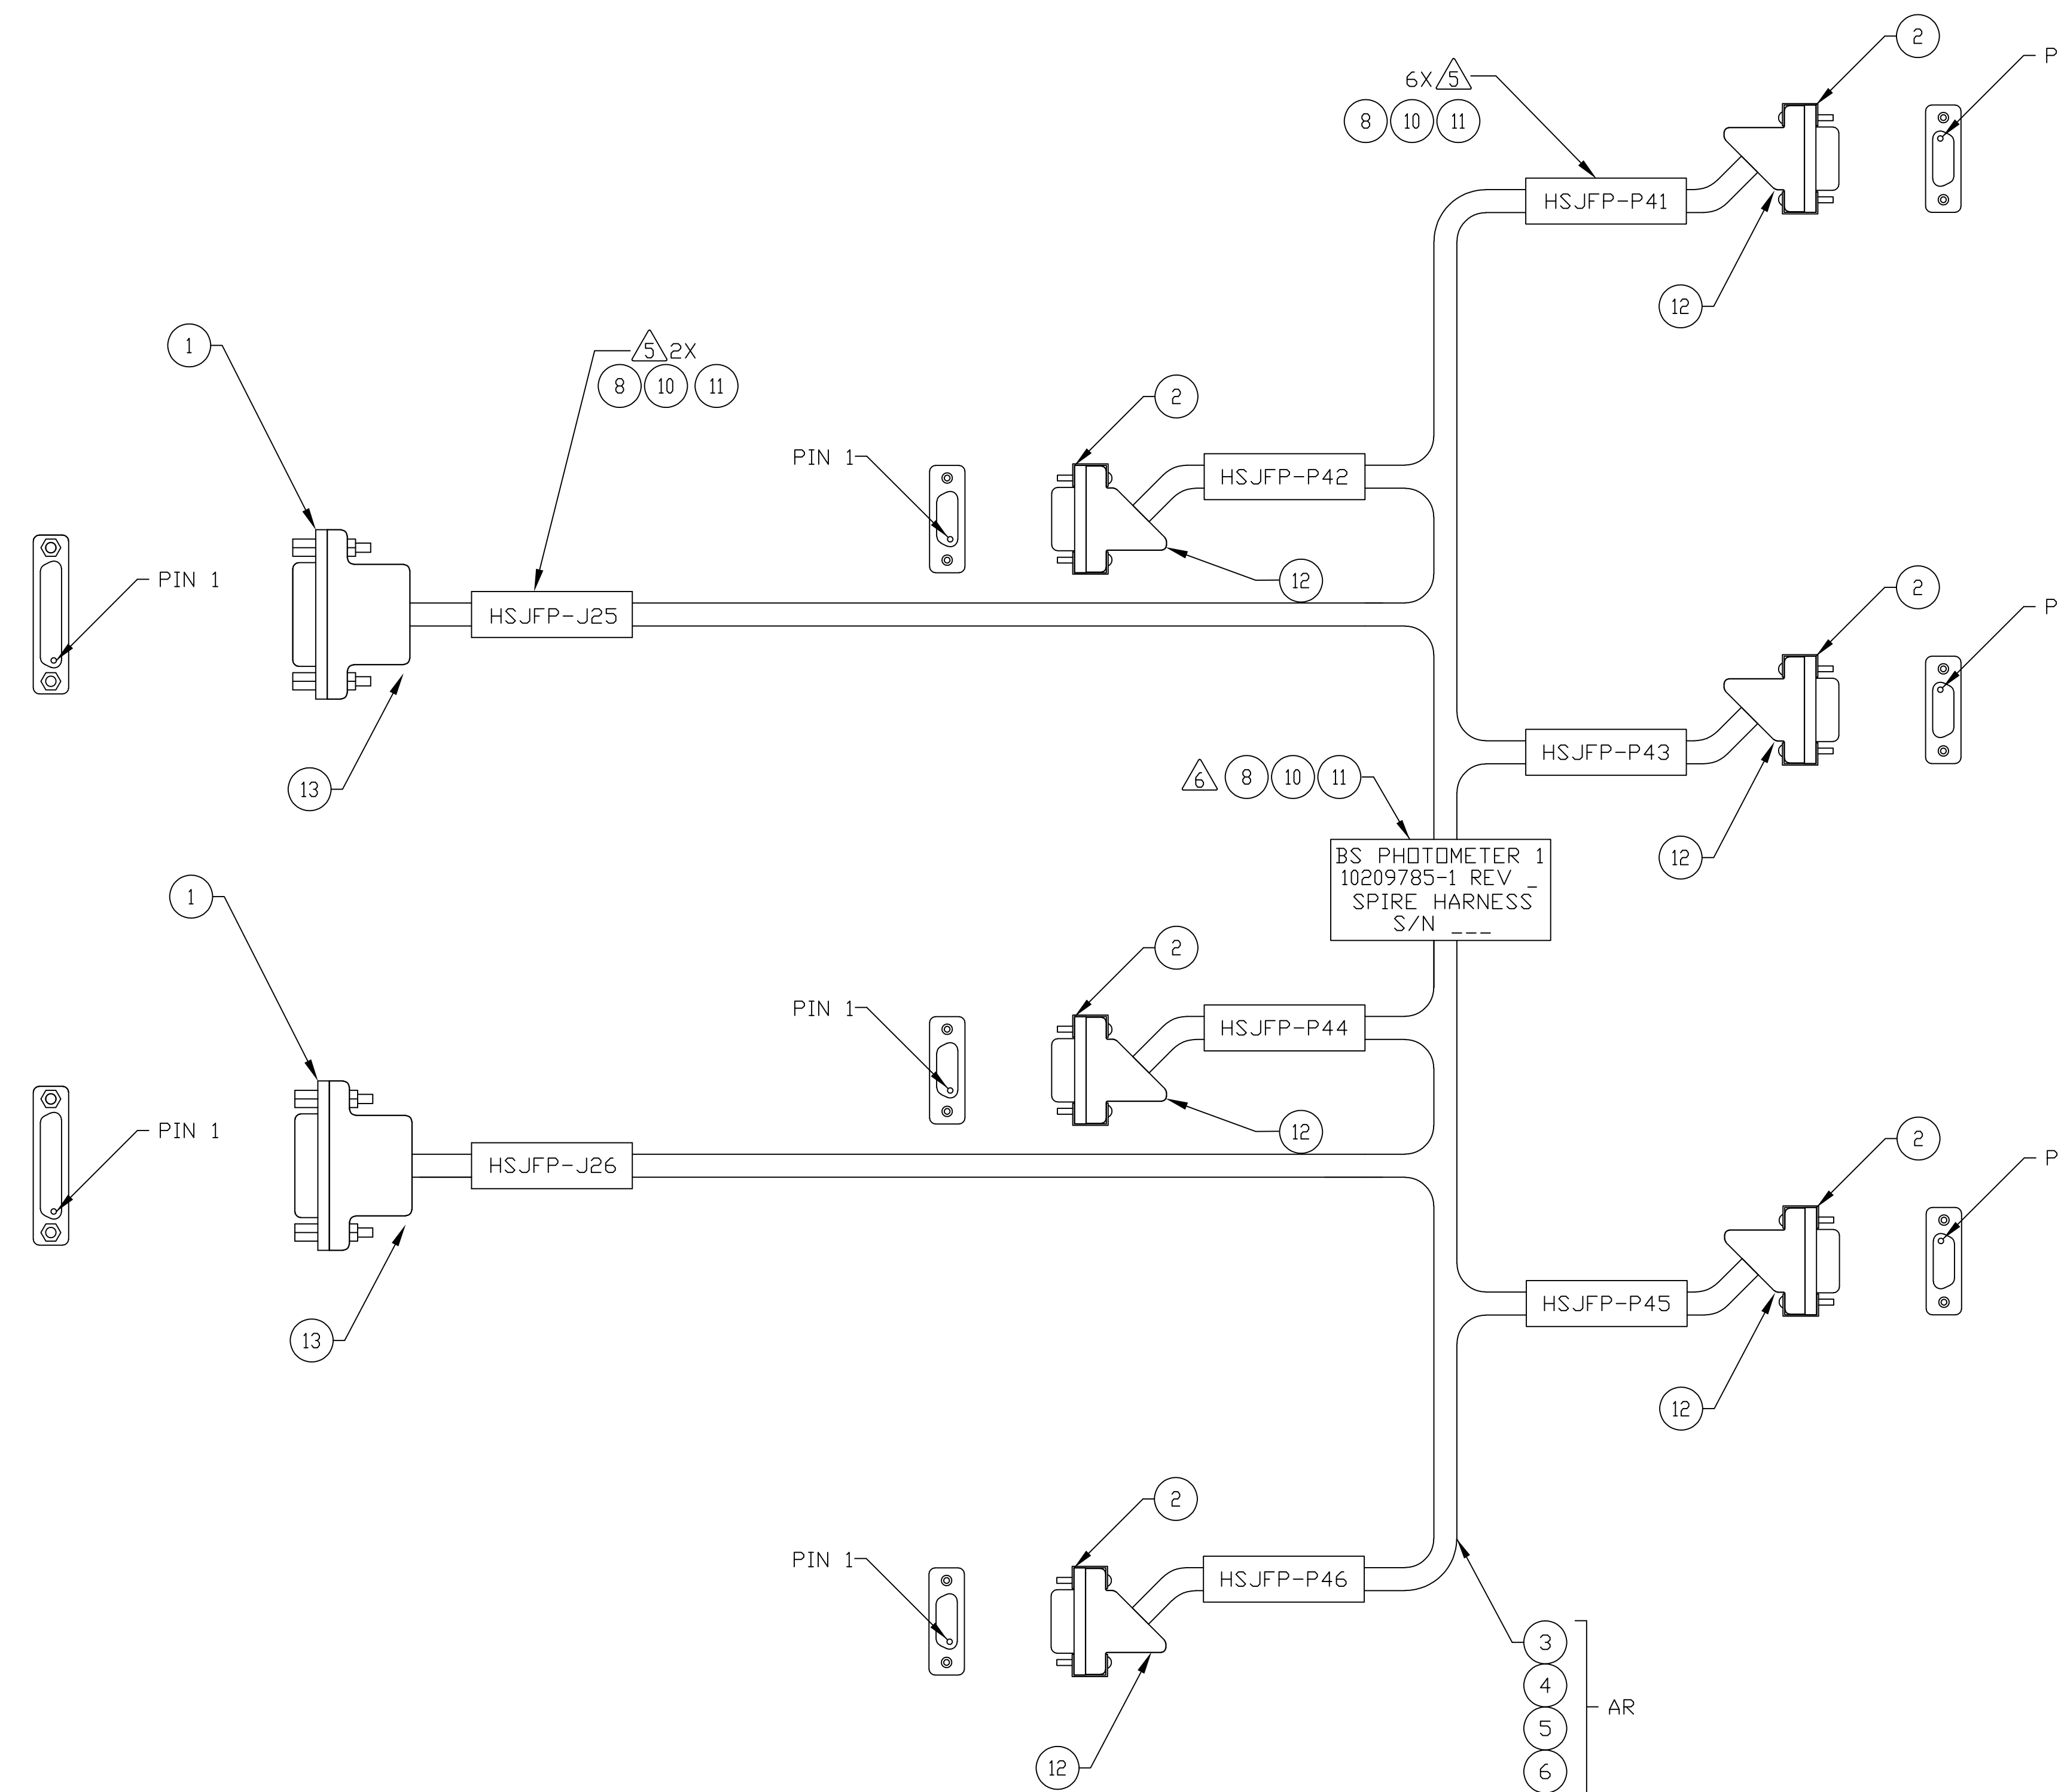 2
P
6X 5
8 10 11
HSJFP-P41
12
1
5 2X
8 10 11
2
PIN 1
HSJFP-P42
PIN 1
12
2
P
HSJFP-J25
HSJFP-P43
13
6 8 10 11
12
BS PHOTOMETER 1
10209785-1 REV _
SPIRE HARNESS
S/N ___
1
2
PIN 1
HSJFP-P44
PIN 1
12
2
P
HSJFP-J26
HSJFP-P45
13
12
2
PIN 1
HSJFP-P46
3
4
AR
5
12
6